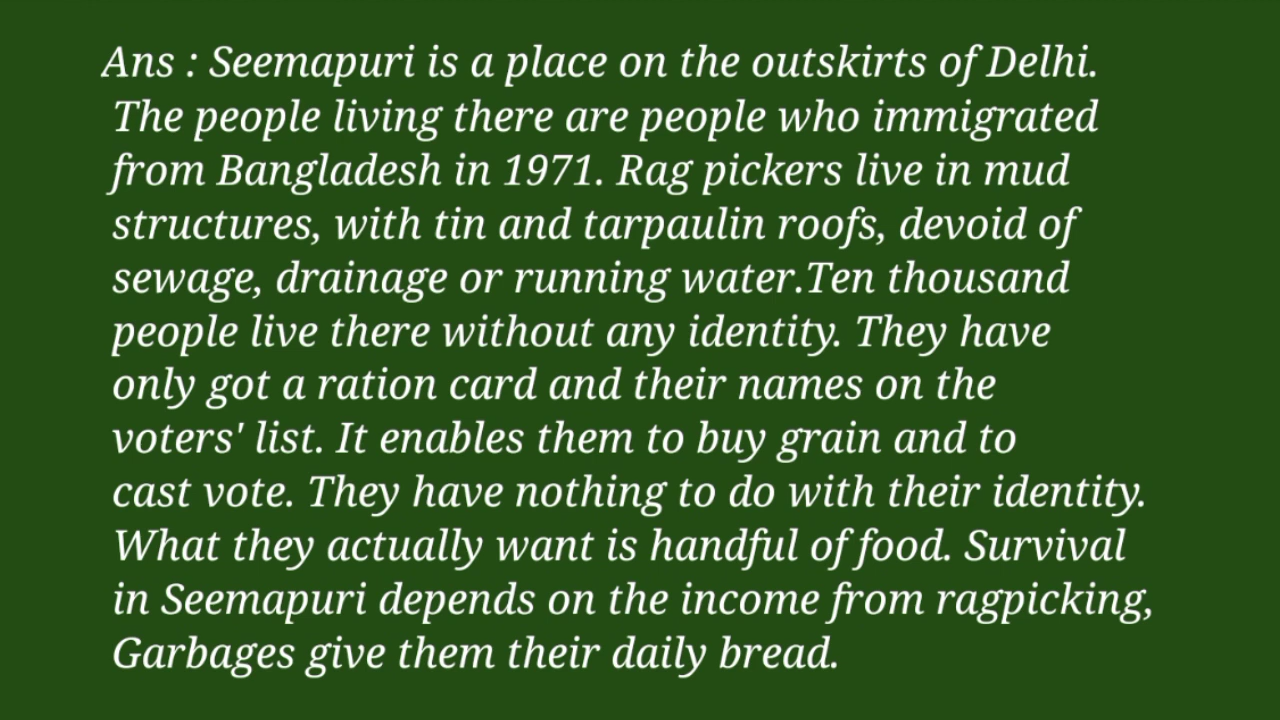 Ans : Seemapuri is a place on the outskirts of Delhi.
The people living there are people who immigrated
from Bangladesh in 1971. Rag pickers live in mud
structures, with tin and tarpaulin roofs, devoid of
sewage, drainage or running water.Ten thousand
people live there without any identity. They have
only got a ration card and their names on the
voters' list. It enables them to buy grain and to
cast vote. They have nothing to do with their identity.
What they actually want is handful of food. Survival
in Seemapuri depends on the income from ragpicking,
Garbages give them their daily bread.